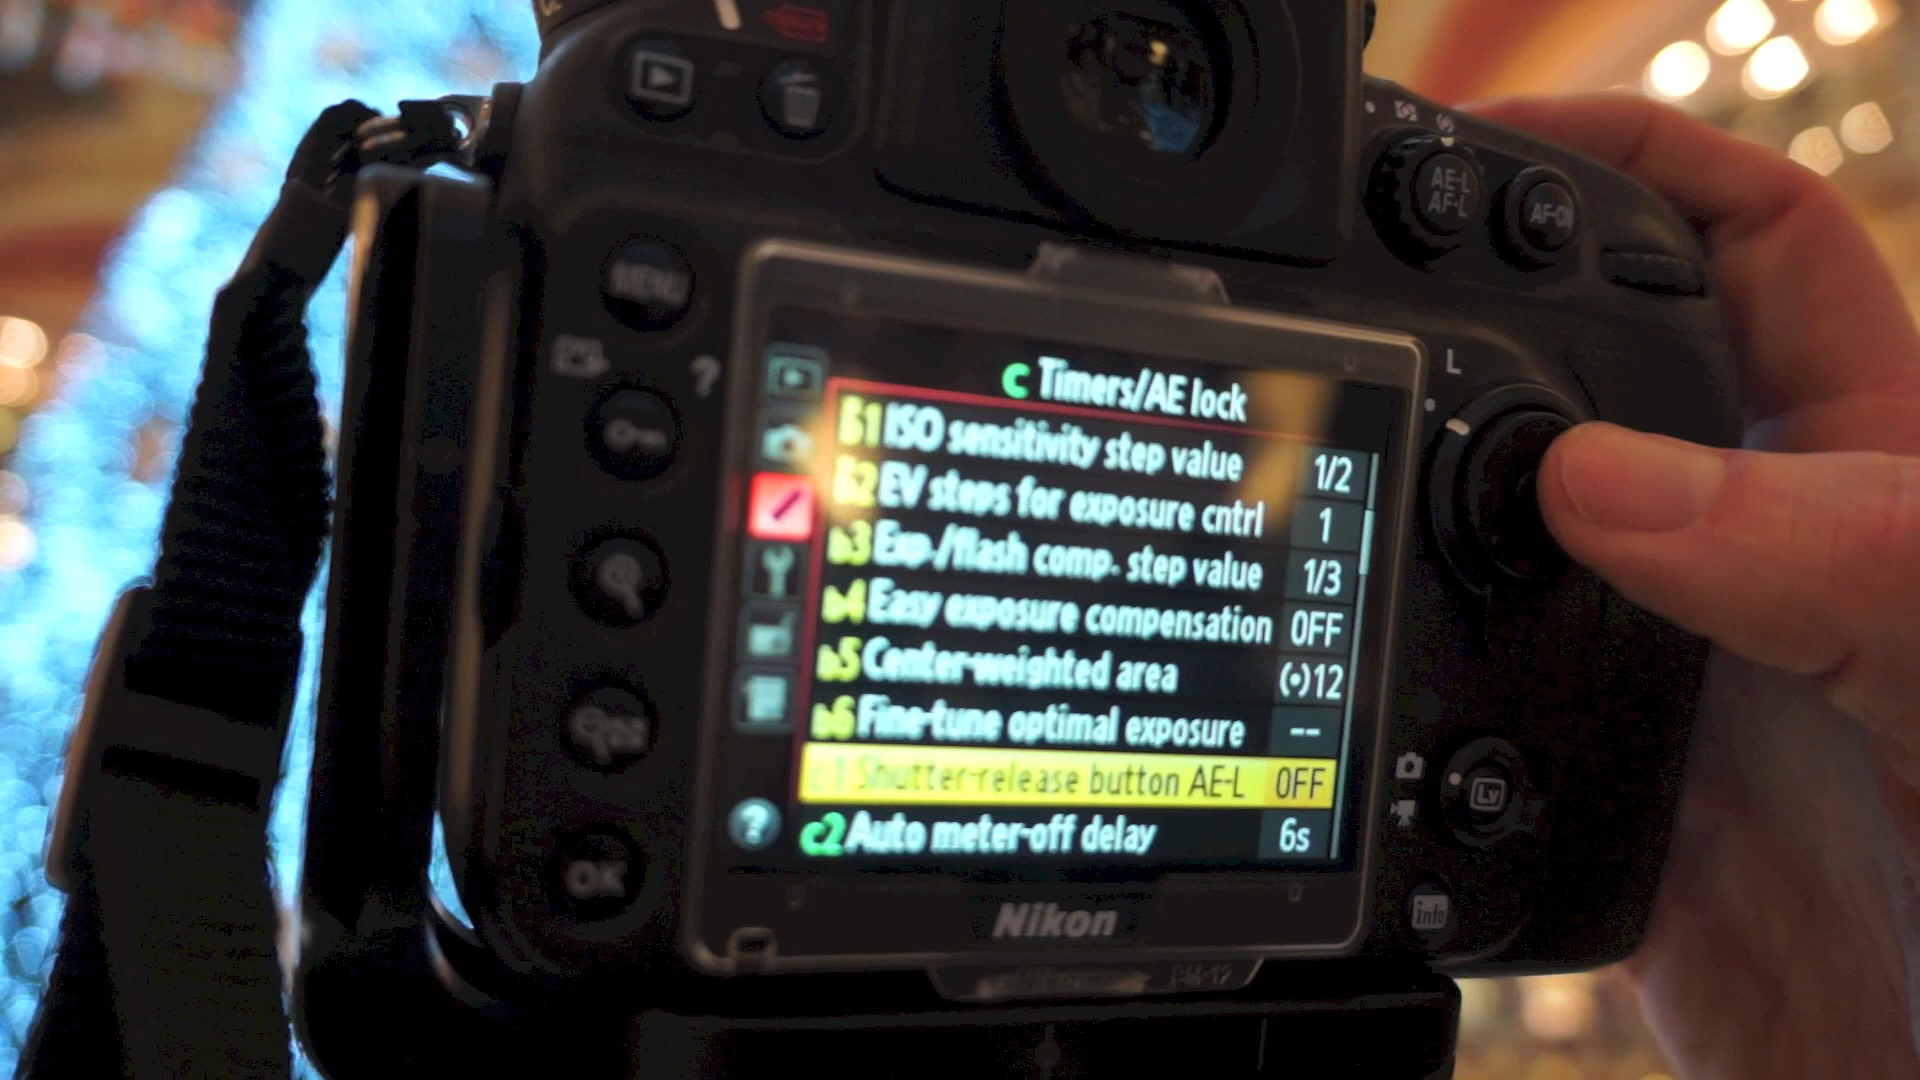 AE-L
AF-L
AF-ON
MENU
?
L
c Timers/AE lock
b1 ISO sensitivity step value 1/2
b2 EV steps for exposure cntrl 1
b3 Exp./flash comp. step value 1/3
b4 Easy exposure compensation OFF
b5 Center-weighted area (•)12
b6 Fine-tune optimal exposure --
c1 Shutter-release button AE-L OFF
c2 Auto meter-off delay 6s
?
OK
Lv
info
Nikon
BM-12